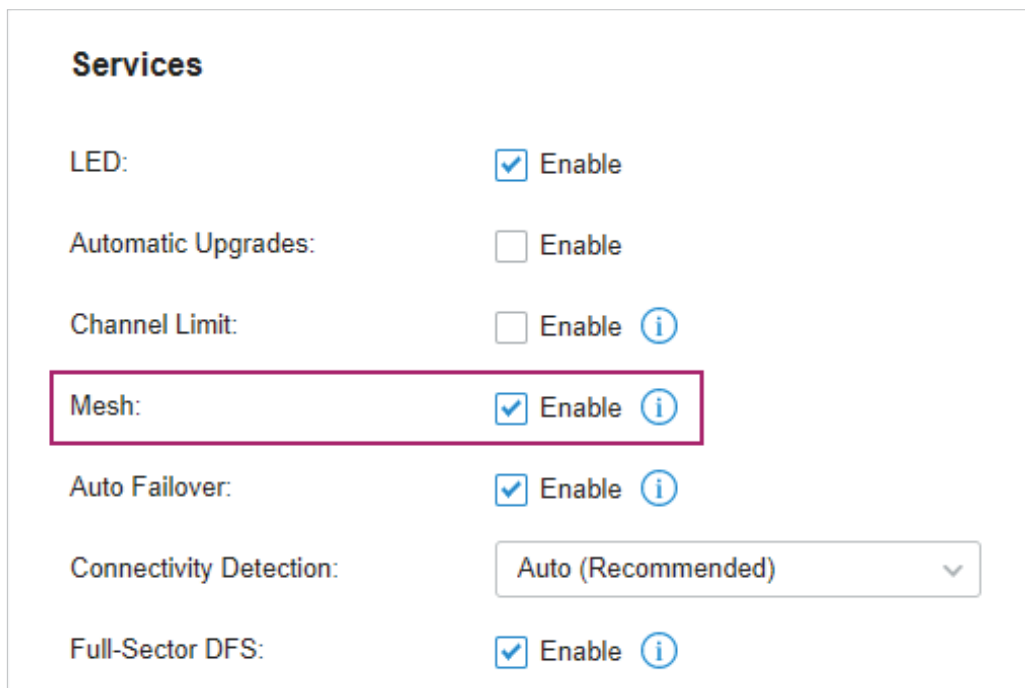 Services
LED: Enable
Automatic Upgrades: Enable
Channel Limit: Enable i
Mesh: Enable i
Auto Failover: Enable i
Connectivity Detection: Auto (Recommended)
Full-Sector DFS: Enable i